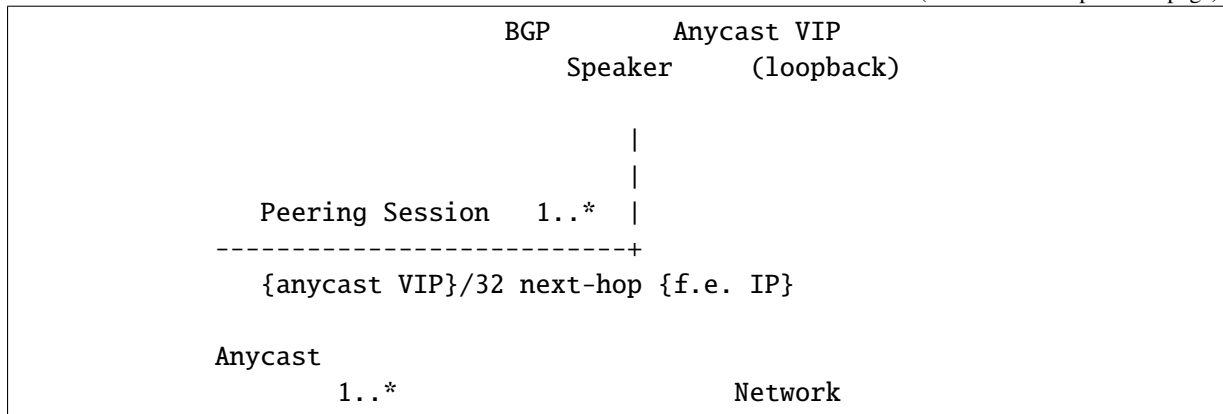 BGP Anycast VIP
Speaker (loopback)
|
|
Peering Session 1..* |
---------------------------+
{anycast VIP}/32 next-hop {f.e. IP}
Anycast
1..* Network